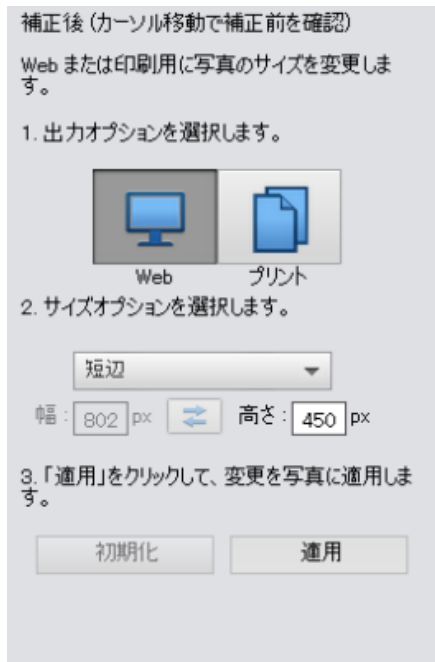 補正後（カーソル移動で補正前を確認）
Web または印刷用に写真のサイズを変更しま
す。
1. 出力オプションを選択します。
Web プリント
2. サイズオプションを選択します。
短辺
幅 : 802 px 高さ : 450 px
3.「適用」をクリックして、変更を写真に適用しま
す。
初期化 適用